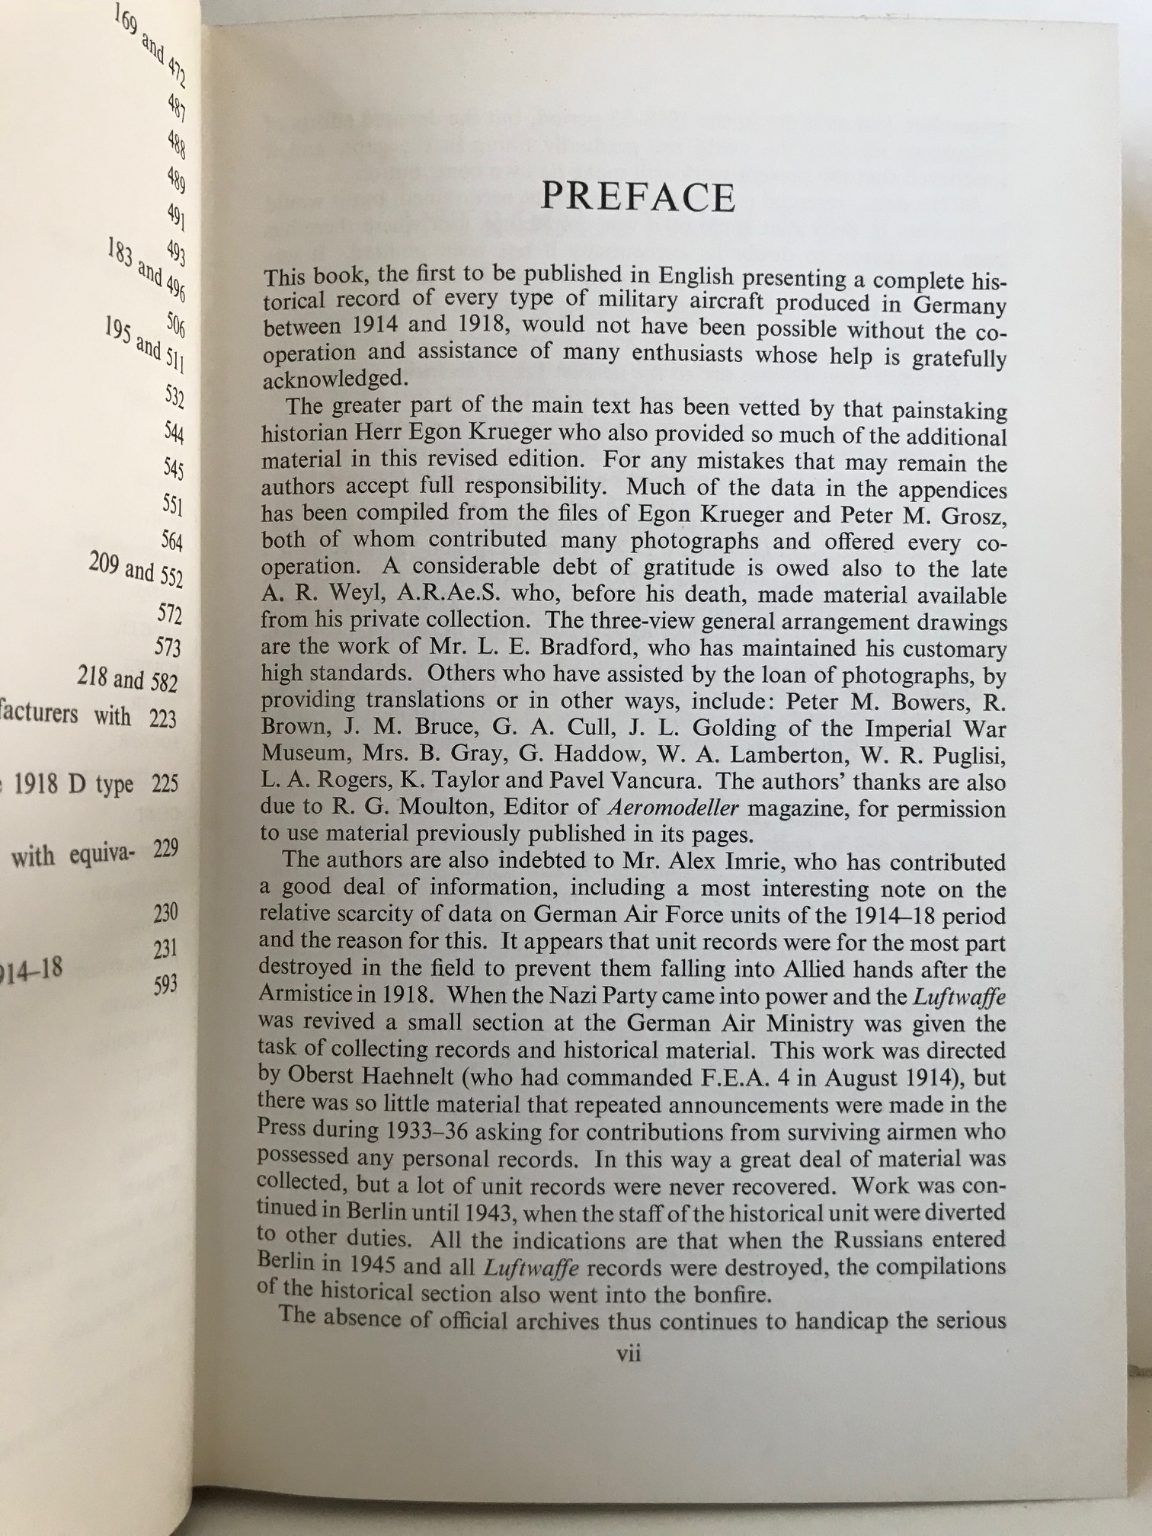 169 and 472
487
488
489
491
493
183 and 496
506
195 and 511
532
544
545
551
564
209 and 552
572
573
218 and 582
facturers with 223
1918 D type 225
with equiva- 229
230
231
914–18
593
PREFACE
This book, the first to be published in English presenting a complete his-
torical record of every type of military aircraft produced in Germany
between 1914 and 1918, would not have been possible without the co-
operation and assistance of many enthusiasts whose help is gratefully
acknowledged.
The greater part of the main text has been vetted by that painstaking
historian Herr Egon Krueger who also provided so much of the additional
material in this revised edition. For any mistakes that may remain the
authors accept full responsibility. Much of the data in the appendices
has been compiled from the files of Egon Krueger and Peter M. Grosz,
both of whom contributed many photographs and offered every co-
operation. A considerable debt of gratitude is owed also to the late
A. R. Weyl, A.R.Ae.S. who, before his death, made material available
from his private collection. The three-view general arrangement drawings
are the work of Mr. L. E. Bradford, who has maintained his customary
high standards. Others who have assisted by the loan of photographs, by
providing translations or in other ways, include: Peter M. Bowers, R.
Brown, J. M. Bruce, G. A. Cull, J. L. Golding of the Imperial War
Museum, Mrs. B. Gray, G. Haddow, W. A. Lamberton, W. R. Puglisi,
L. A. Rogers, K. Taylor and Pavel Vancura. The authors’ thanks are also
due to R. G. Moulton, Editor of Aeromodeller magazine, for permission
to use material previously published in its pages.
The authors are also indebted to Mr. Alex Imrie, who has contributed
a good deal of information, including a most interesting note on the
relative scarcity of data on German Air Force units of the 1914–18 period
and the reason for this. It appears that unit records were for the most part
destroyed in the field to prevent them falling into Allied hands after the
Armistice in 1918. When the Nazi Party came into power and the Luftwaffe
was revived a small section at the German Air Ministry was given the
task of collecting records and historical material. This work was directed
by Oberst Haehnelt (who had commanded F.E.A. 4 in August 1914), but
there was so little material that repeated announcements were made in the
Press during 1933–36 asking for contributions from surviving airmen who
possessed any personal records. In this way a great deal of material was
collected, but a lot of unit records were never recovered. Work was con-
tinued in Berlin until 1943, when the staff of the historical unit were diverted
to other duties. All the indications are that when the Russians entered
Berlin in 1945 and all Luftwaffe records were destroyed, the compilations
of the historical section also went into the bonfire.
The absence of official archives thus continues to handicap the serious
vii